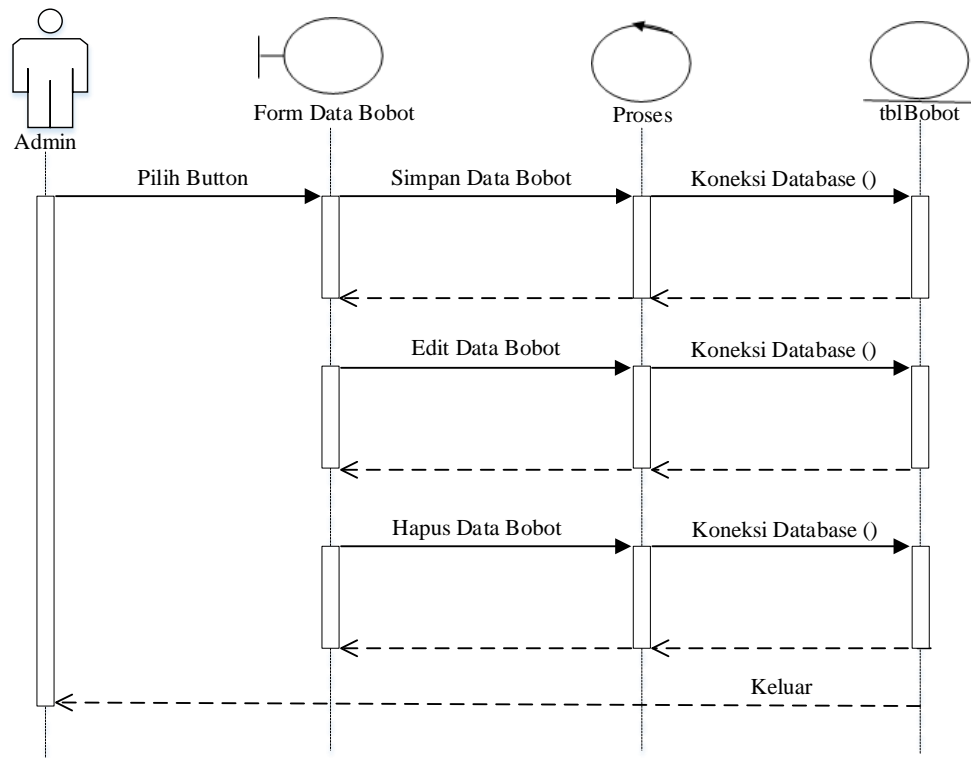 Admin
Form Data Bobot
Proses
tblBobot
Pilih Button
Simpan Data Bobot
Koneksi Database ()
Edit Data Bobot
Koneksi Database ()
Hapus Data Bobot
Koneksi Database ()
Keluar